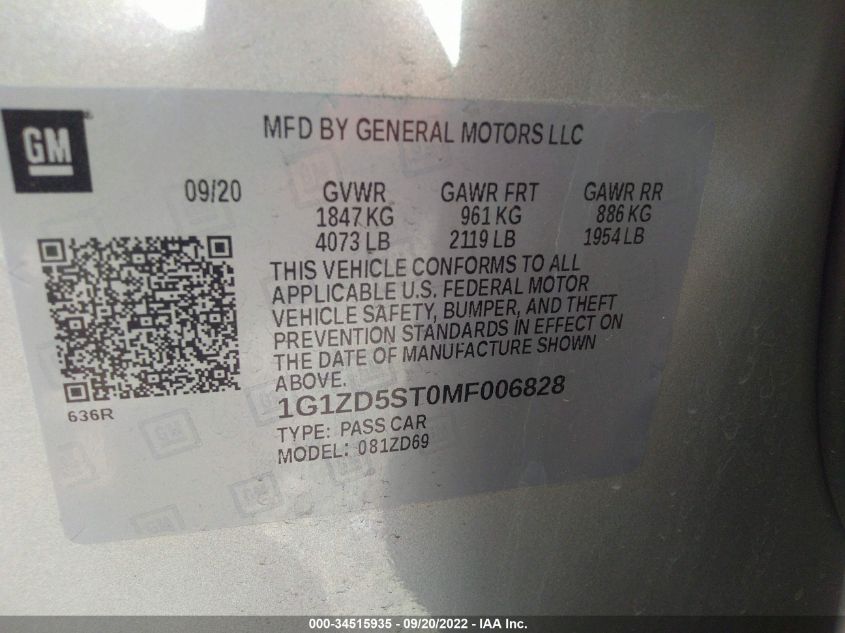 GM
MFD BY GENERAL MOTORS LLC
09/20 GVWR GAWR FRT GAWR RR
1847 KG 961 KG 886 KG
4073 LB 2119 LB 1954 LB
THIS VEHICLE CONFORMS TO ALL
APPLICABLE U.S. FEDERAL MOTOR
VEHICLE SAFETY, BUMPER, AND THEFT
PREVENTION STANDARDS IN EFFECT ON
THE DATE OF MANUFACTURE SHOWN
ABOVE.
1G1ZD5ST0MF006828
636R
TYPE: PASS CAR
MODEL: 081ZD69
000-34515935 - 09/20/2022 - IAA Inc.